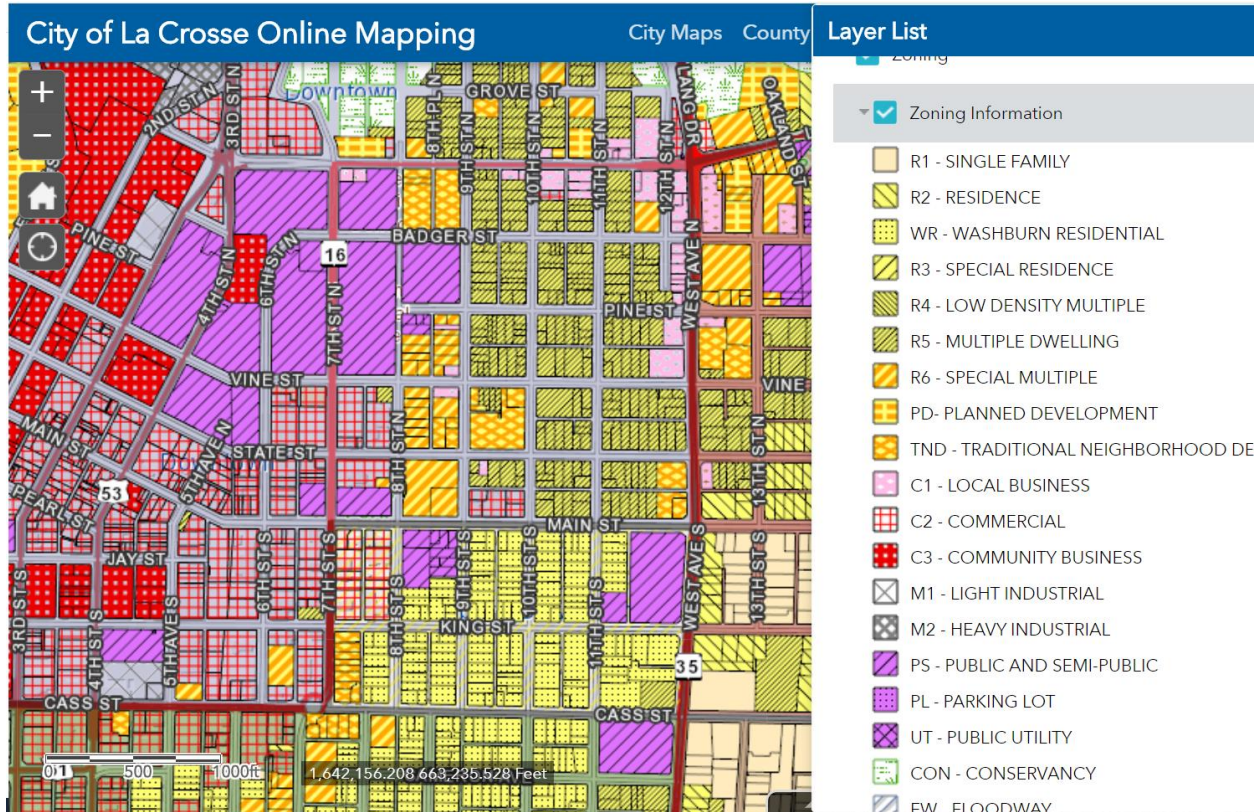 City of La Crosse Online Mapping
City Maps County
Layer List
Zoning
Zoning Information
R1 - SINGLE FAMILY
R2 - RESIDENCE
WR - WASHBURN RESIDENTIAL
R3 - SPECIAL RESIDENCE
R4 - LOW DENSITY MULTIPLE
R5 - MULTIPLE DWELLING
R6 - SPECIAL MULTIPLE
PD- PLANNED DEVELOPMENT
TND - TRADITIONAL NEIGHBORHOOD DE
C1 - LOCAL BUSINESS
C2 - COMMERCIAL
C3 - COMMUNITY BUSINESS
M1 - LIGHT INDUSTRIAL
M2 - HEAVY INDUSTRIAL
PS - PUBLIC AND SEMI-PUBLIC
PL - PARKING LOT
UT - PUBLIC UTILITY
CON - CONSERVANCY
FW - FLOODWAY
+
−
Downtown
GROVE ST
2ND ST N
3RD ST N
8TH PL N
9TH ST N
10TH ST N
11TH ST N
12TH ST N
LANG DR
OAKLAND ST
PINE ST
4TH ST N
6TH ST N
16
BADGER ST
7TH ST N
PINE ST
WEST AVE N
VINE ST
VINE
MAIN ST
5TH AVE N
STATE ST
8TH ST N
13TH ST N
53
PEARL ST
MAIN ST
JAY ST
3RD ST S
4TH ST S
5TH AVE S
6TH ST S
7TH ST S
8TH ST S
9TH ST S
10TH ST S
11TH ST S
WEST AVE S
13TH ST S
KING ST
35
CASS ST
CASS ST
0 500 1000ft
1,642,156.208 663,235.528 Feet